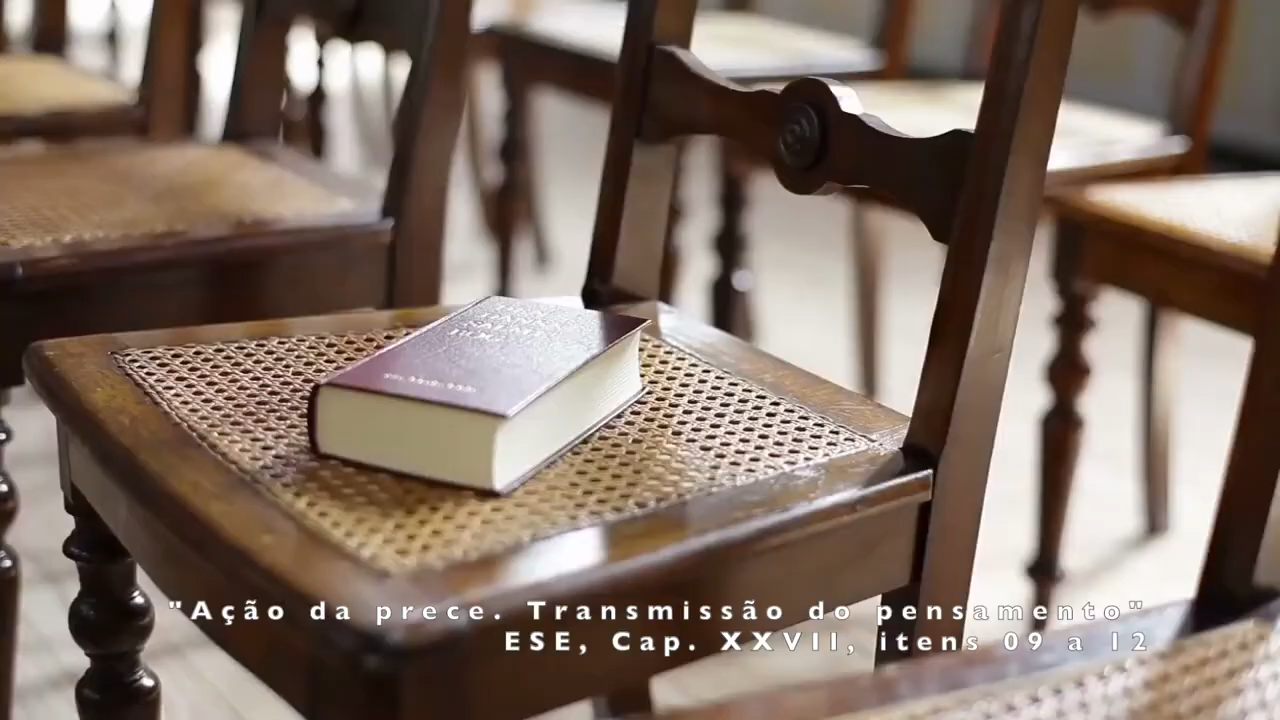 "Ação da prece. Transmissão do pensamento"
ESE, Cap. XXVII, itens 09 a 12